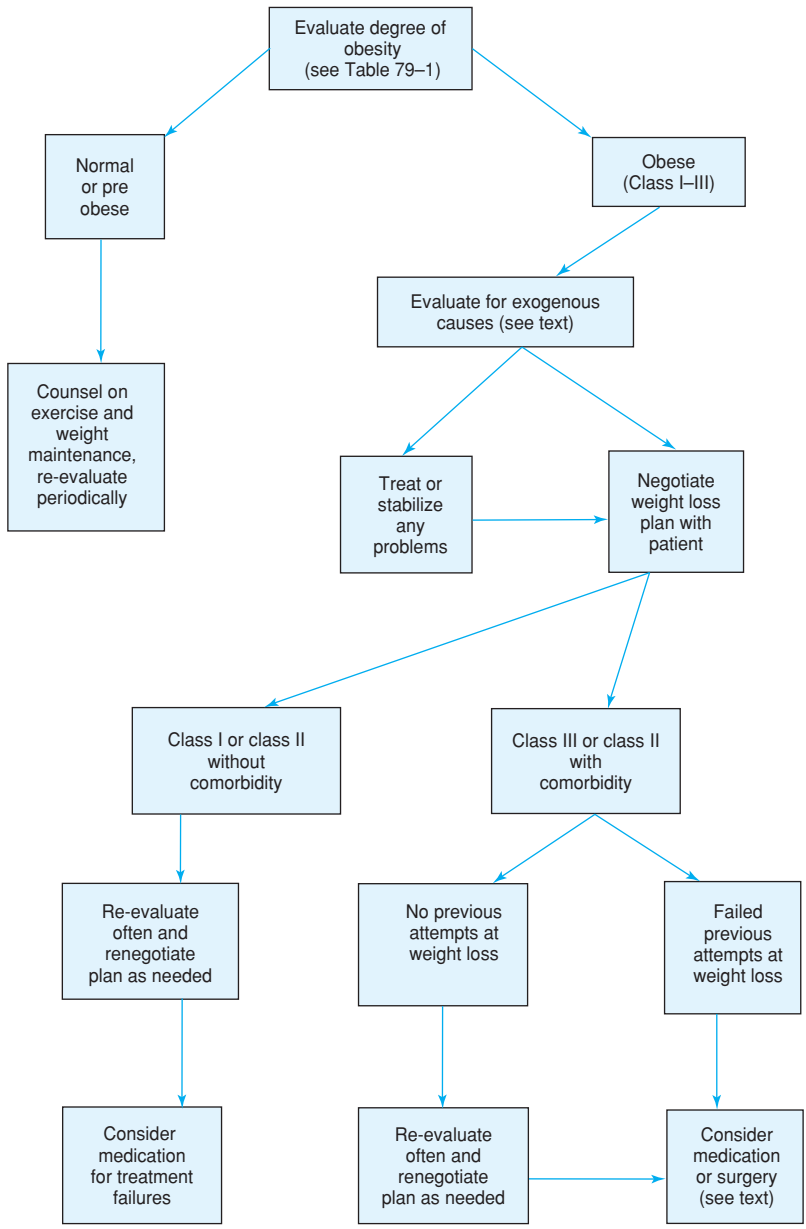 Evaluate degree of
obesity
(see Table 79–1)
Normal
or pre
obese
Obese
(Class I–III)
Evaluate for exogenous
causes (see text)
Counsel on
exercise and
weight
maintenance,
re-evaluate
periodically
Treat or
stabilize
any
problems
Negotiate
weight loss
plan with
patient
Class I or class II
without
comorbidity
Class III or class II
with
comorbidity
Re-evaluate
often and
renegotiate
plan as needed
No previous
attempts at
weight loss
Failed
previous
attempts at
weight loss
Consider
medication
for treatment
failures
Re-evaluate
often and
renegotiate
plan as needed
Consider
medication
or surgery
(see text)